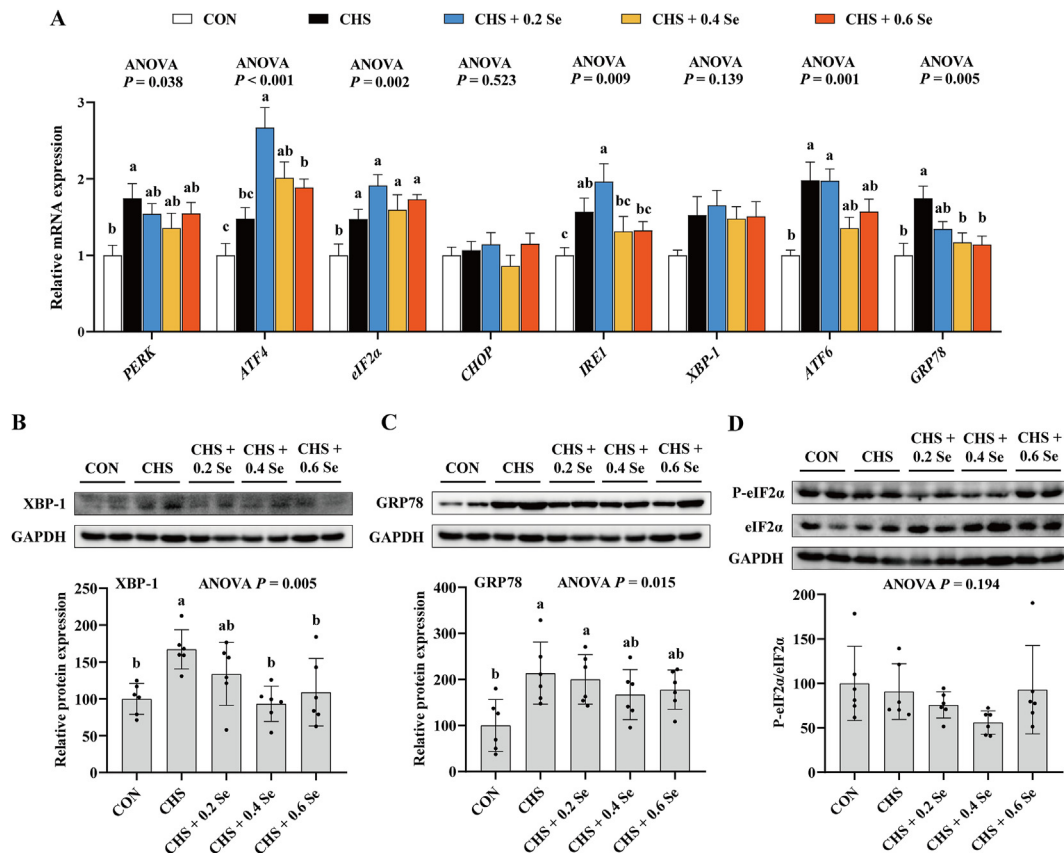 A
CON CHS CHS + 0.2 Se CHS + 0.4 Se CHS + 0.6 Se
ANOVA ANOVA ANOVA ANOVA ANOVA ANOVA ANOVA ANOVA
P = 0.038 P < 0.001 P = 0.002 P = 0.523 P = 0.009 P = 0.139 P = 0.001 P = 0.005
Relative mRNA expression
3
2
1
0
b a ab ab ab
c bc a ab b
b a a a a
c ab a bc bc
b a a ab ab
b a ab b b
PERK ATF4 eIF2α CHOP IRE1 XBP-1 ATF6 GRP78
B
CON CHS CHS + 0.2 Se CHS + 0.4 Se CHS + 0.6 Se
XBP-1
GAPDH
XBP-1 ANOVA P = 0.005
Relative protein expression
250
200
150
100
50
0
b a ab b b
CON CHS CHS + 0.2 Se CHS + 0.4 Se CHS + 0.6 Se
C
CON CHS CHS + 0.2 Se CHS + 0.4 Se CHS + 0.6 Se
GRP78
GAPDH
GRP78 ANOVA P = 0.015
Relative protein expression
400
300
200
100
0
b a a ab ab
CON CHS CHS + 0.2 Se CHS + 0.4 Se CHS + 0.6 Se
D
CON CHS CHS + 0.2 Se CHS + 0.4 Se CHS + 0.6 Se
P-eIF2α
eIF2α
GAPDH
ANOVA P = 0.194
P-eIF2α/eIF2α
200
150
100
50
0
CON CHS CHS + 0.2 Se CHS + 0.4 Se CHS + 0.6 Se